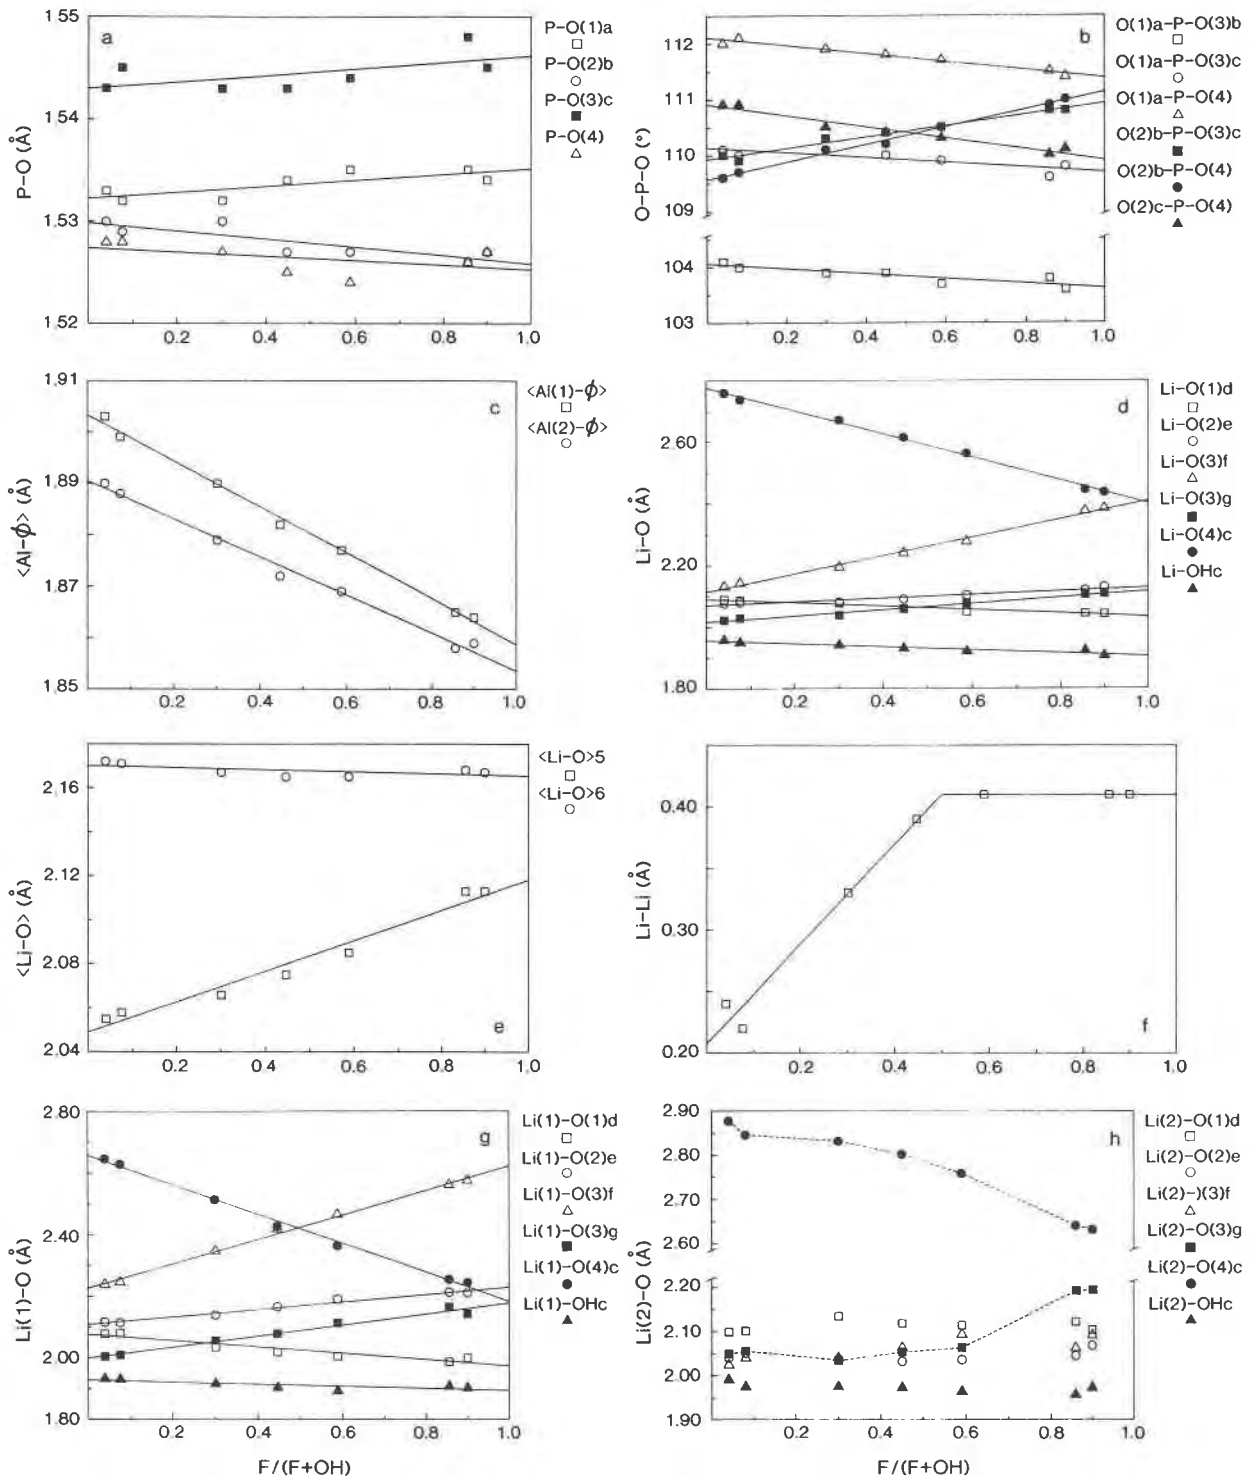 a
P-O (Å)
1.55
1.54
1.53
1.52
0.2
0.4
0.6
0.8
1.0
P-O(1)a
P-O(2)b
P-O(3)c
P-O(4)
b
O-P-O (°)
112
111
110
109
104
103
0.2
0.4
0.6
0.8
1.0
O(1)a-P-O(3)b
O(1)a-P-O(3)c
O(1)a-P-O(4)
O(2)b-P-O(3)c
O(2)b-P-O(4)
O(2)c-P-O(4)
c
<Al-ϕ> (Å)
1.91
1.89
1.87
1.85
0.2
0.4
0.6
0.8
1.0
<Al(1)-ϕ>
<Al(2)-ϕ>
d
Li-O (Å)
2.60
2.40
2.10
1.80
0.2
0.4
0.6
0.8
1.0
Li-O(1)d
Li-O(2)e
Li-O(3)f
Li-O(3)g
Li-O(4)c
Li-OHc
e
<Li-O> (Å)
2.16
2.12
2.08
2.04
0.2
0.4
0.6
0.8
1.0
<Li-O>5
<Li-O>6
f
Li-Li (Å)
0.40
0.30
0.20
0.2
0.4
0.6
0.8
1.0
g
Li(1)-O (Å)
2.80
2.40
2.20
2.00
1.80
0.2
0.4
0.6
0.8
1.0
F/(F+OH)
Li(1)-O(1)d
Li(1)-O(2)e
Li(1)-O(3)f
Li(1)-O(3)g
Li(1)-O(4)c
Li(1)-OHc
h
Li(2)-O (Å)
2.90
2.80
2.70
2.60
2.20
2.10
2.00
1.90
0.2
0.4
0.6
0.8
1.0
F/(F+OH)
Li(2)-O(1)d
Li(2)-O(2)e
Li(2)-)(3)f
Li(2)-O(3)g
Li(2)-O(4)c
Li(2)-OHc